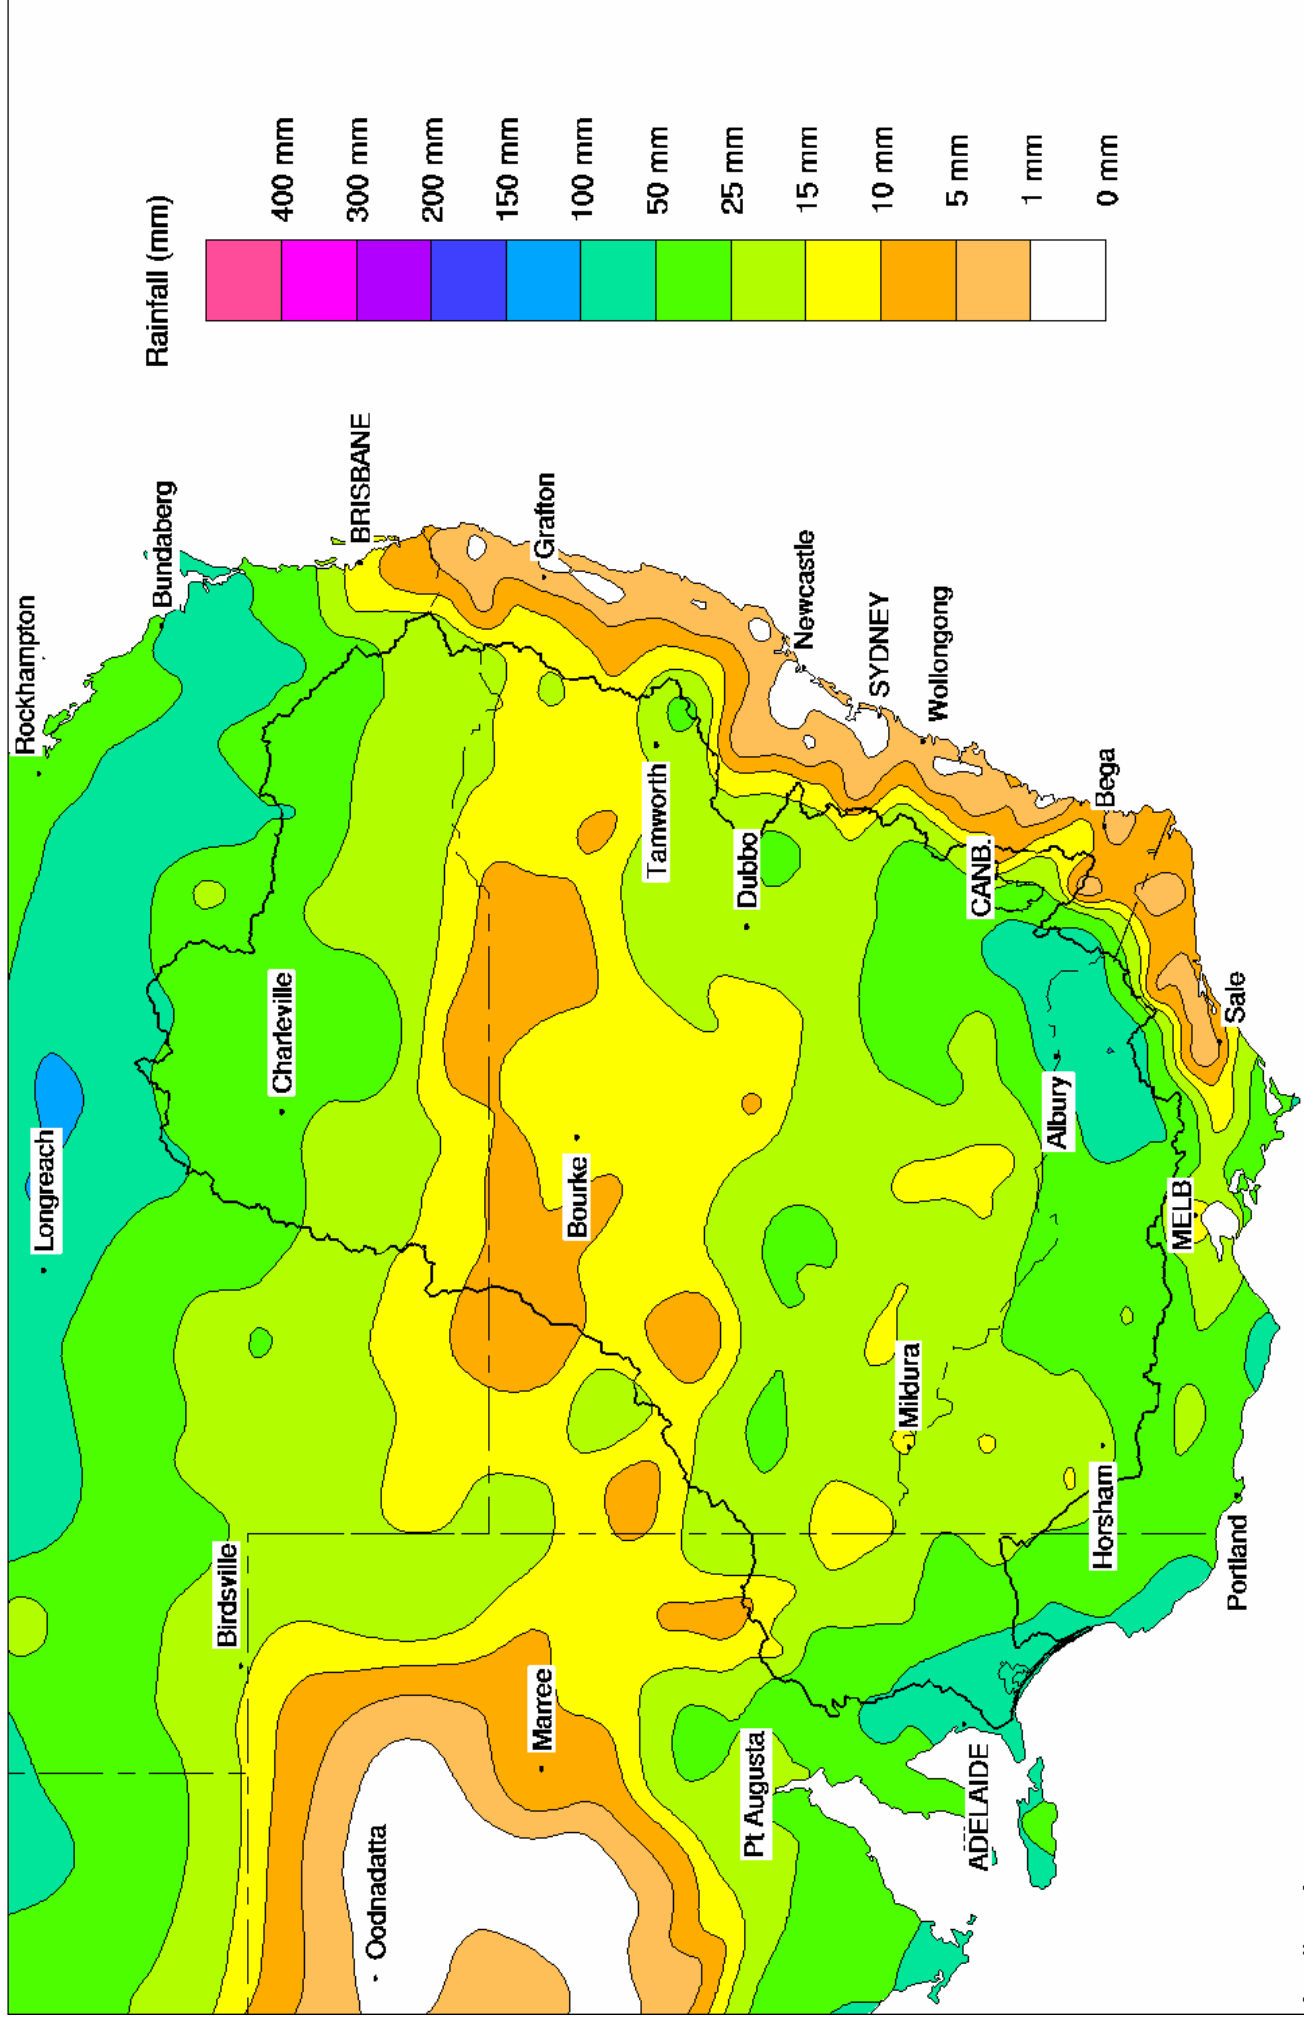 Rockhampton
Longreach
Bundaberg
Birdsville
Charleville
BRISBANE
Oodnadatta
Marree
Bourke
Grafton
Tamworth
Pt Augusta
Dubbo
Newcastle
Mildura
SYDNEY
ADELAIDE
CANB.
Wollongong
Albury
Horsham
Bega
MELB
Portland
Sale
Rainfall (mm)
400 mm
300 mm
200 mm
150 mm
100 mm
50 mm
25 mm
15 mm
10 mm
5 mm
1 mm
0 mm